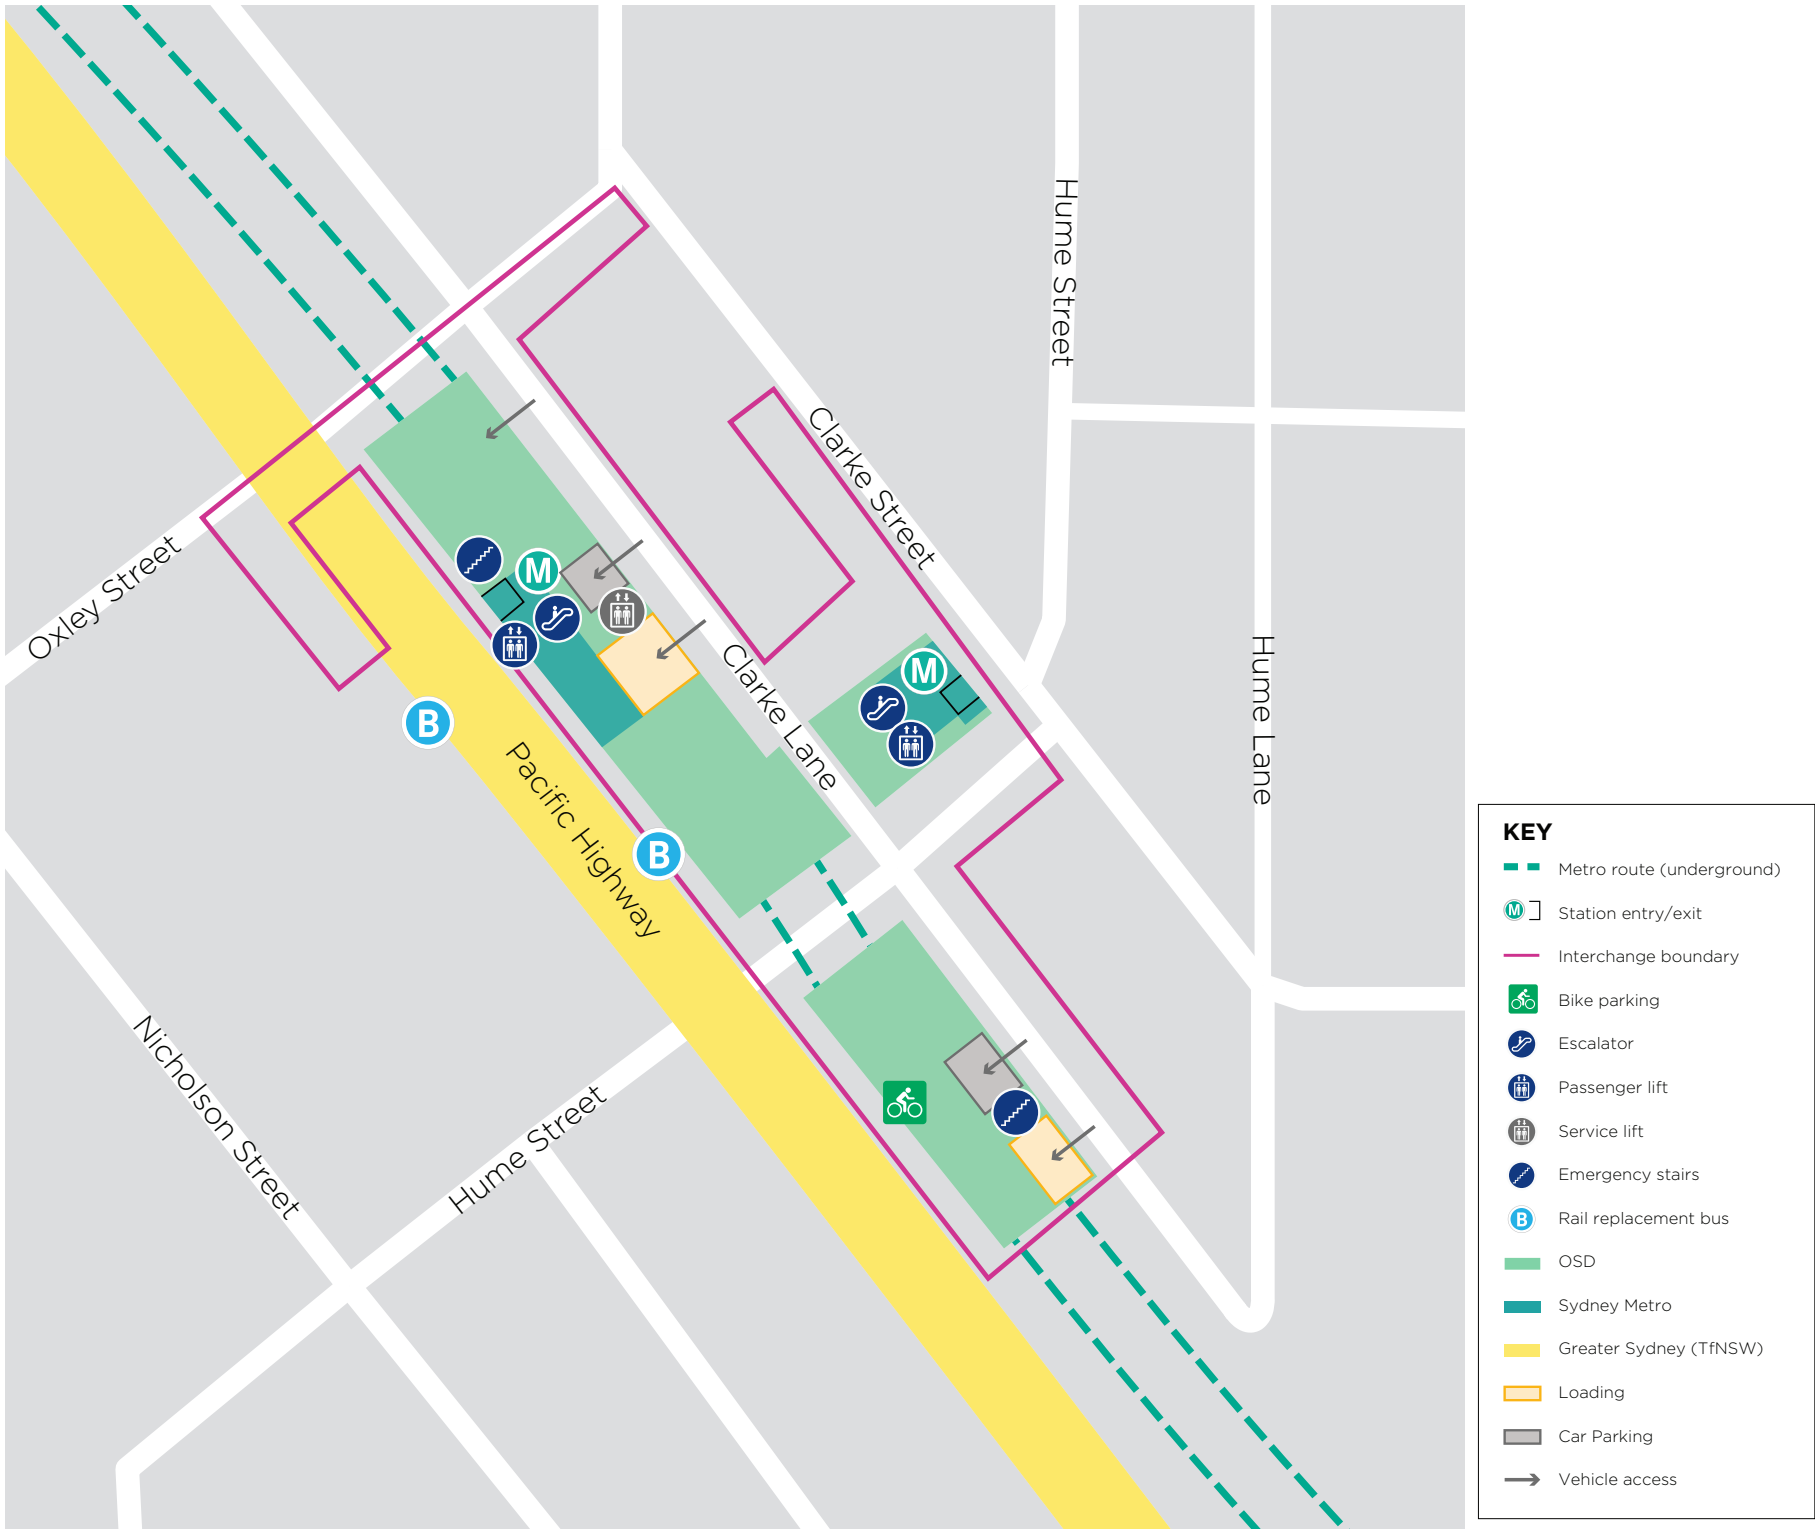 Hume Street
Clarke Street
Oxley Street
M
M
Clarke Lane
Hume Lane
B
Pacific Highway
B
Nicholson Street
Hume Street
KEY
Metro route (underground)
M Station entry/exit
Interchange boundary
Bike parking
Escalator
Passenger lift
Service lift
Emergency stairs
B Rail replacement bus
OSD
Sydney Metro
Greater Sydney (TfNSW)
Loading
Car Parking
Vehicle access